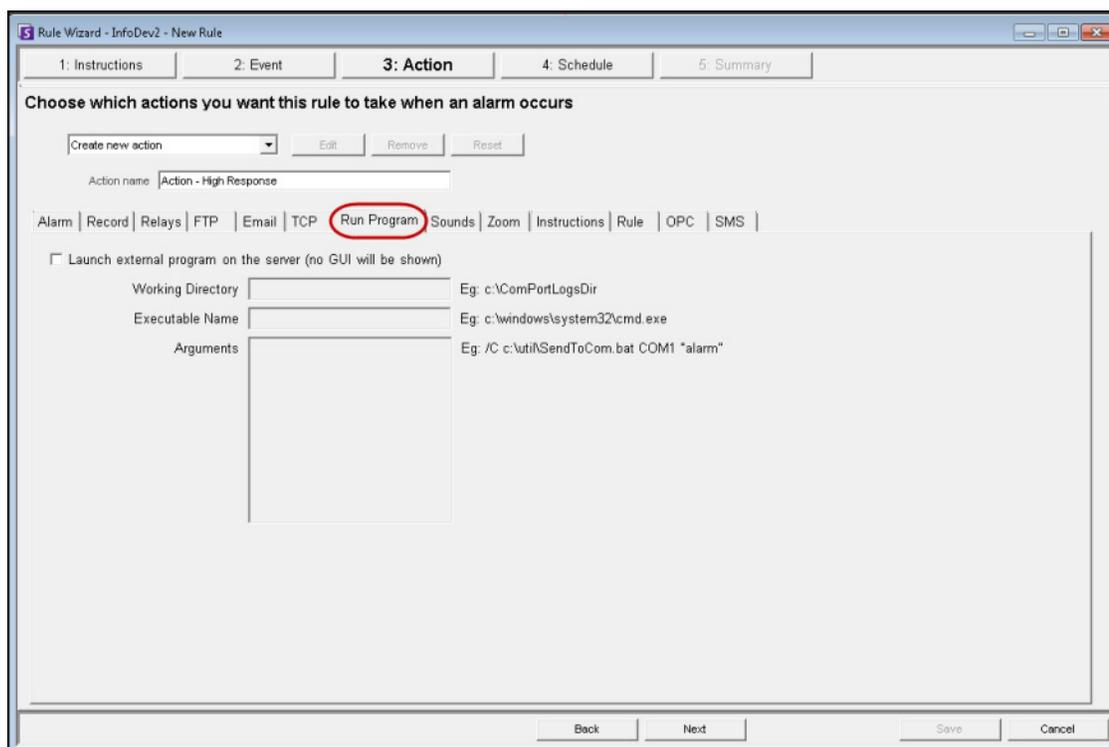 Rule Wizard - InfoDev2 - New Rule
1: Instructions 2: Event 3: Action 4: Schedule 5: Summary
Choose which actions you want this rule to take when an alarm occurs
Create new action Edit Remove Reset
Action name Action - High Response
Alarm Record Relays FTP Email TCP Run Program Sounds Zoom Instructions Rule OPC SMS
Launch external program on the server (no GUI will be shown)
Working Directory Eg: c:\ComPortLogsDir
Executable Name Eg: c:\windows\system32\cmd.exe
Arguments Eg: /C c:\util\SendToCom.bat COM1 "alarm"
Back Next Save Cancel